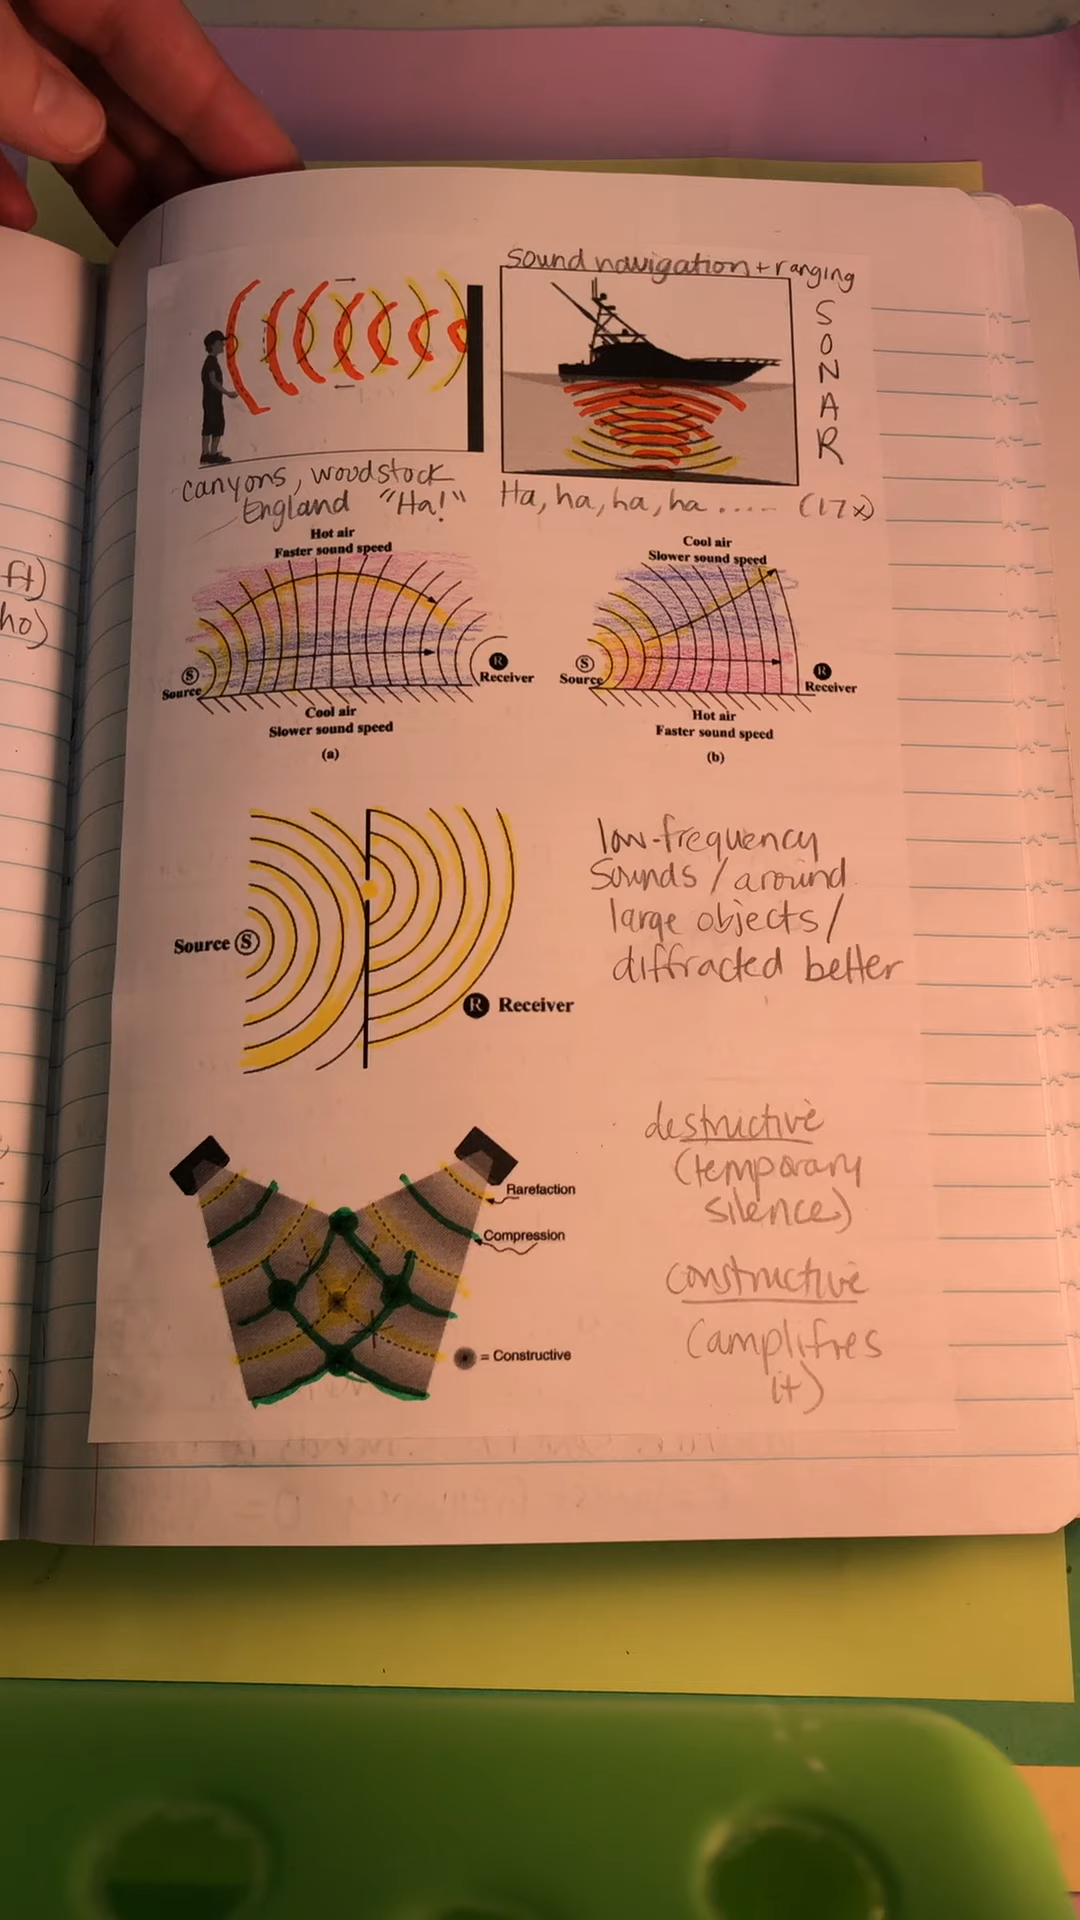 sound navigation + ranging
S
O
N
A
R
canyons, woodstock
England "Ha!"
Ha, ha, ha, ha ..... (17x)
ft)
ho)
Hot air
Faster sound speed
S
Source
R
Receiver
Cool air
Slower sound speed
(a)
Cool air
Slower sound speed
S
Source
R
Receiver
Hot air
Faster sound speed
(b)
low-frequency
sounds / around
large objects /
diffracted better
Source S
R Receiver
destructive
(temporary
silence)
constructive
(amplifies
it)
Rarefaction
Compression
= Constructive